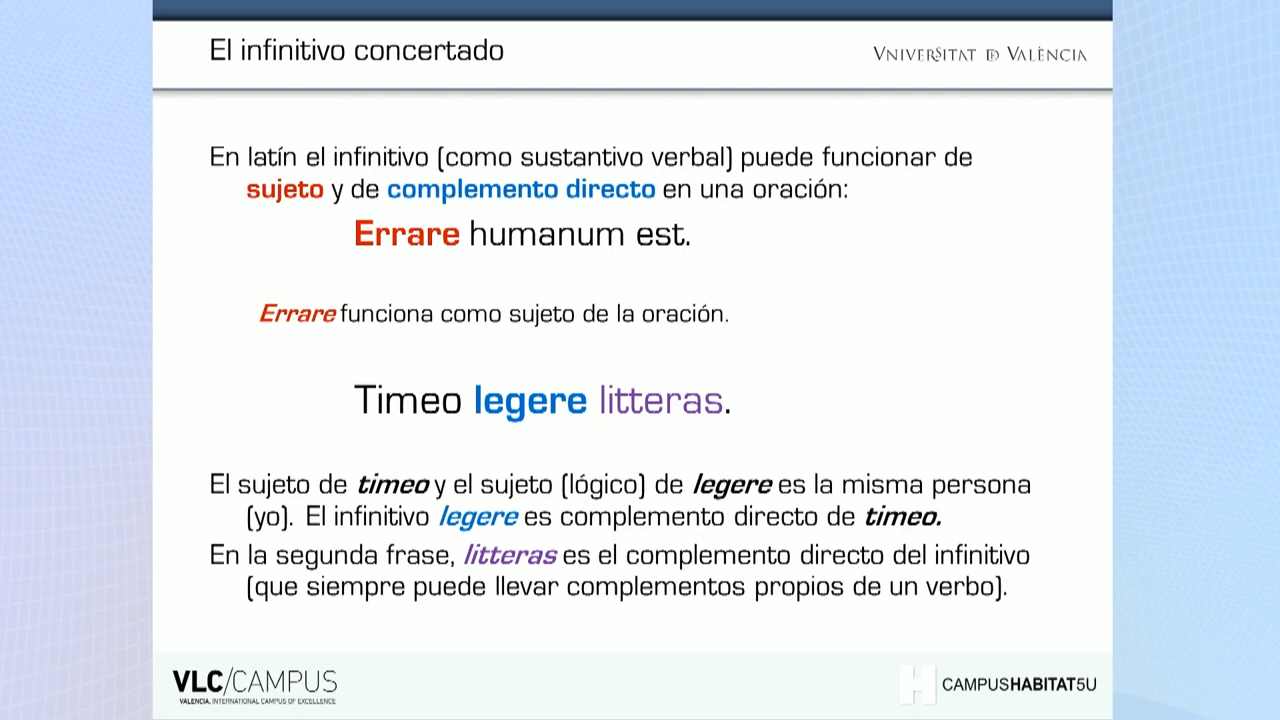 El infinitivo concertado
VNIVERSITAT DE VALÈNCIA
En latín el infinitivo (como sustantivo verbal) puede funcionar de
sujeto y de complemento directo en una oración:
Errare humanum est.
Errare funciona como sujeto de la oración.
Timeo legere litteras.
El sujeto de timeo y el sujeto (lógico) de legere es la misma persona
(yo). El infinitivo legere es complemento directo de timeo.
En la segunda frase, litteras es el complemento directo del infinitivo
(que siempre puede llevar complementos propios de un verbo).
VLC/CAMPUS
VALENCIA, INTERNATIONAL CAMPUS OF EXCELLENCE
H CAMPUSHABITAT5U